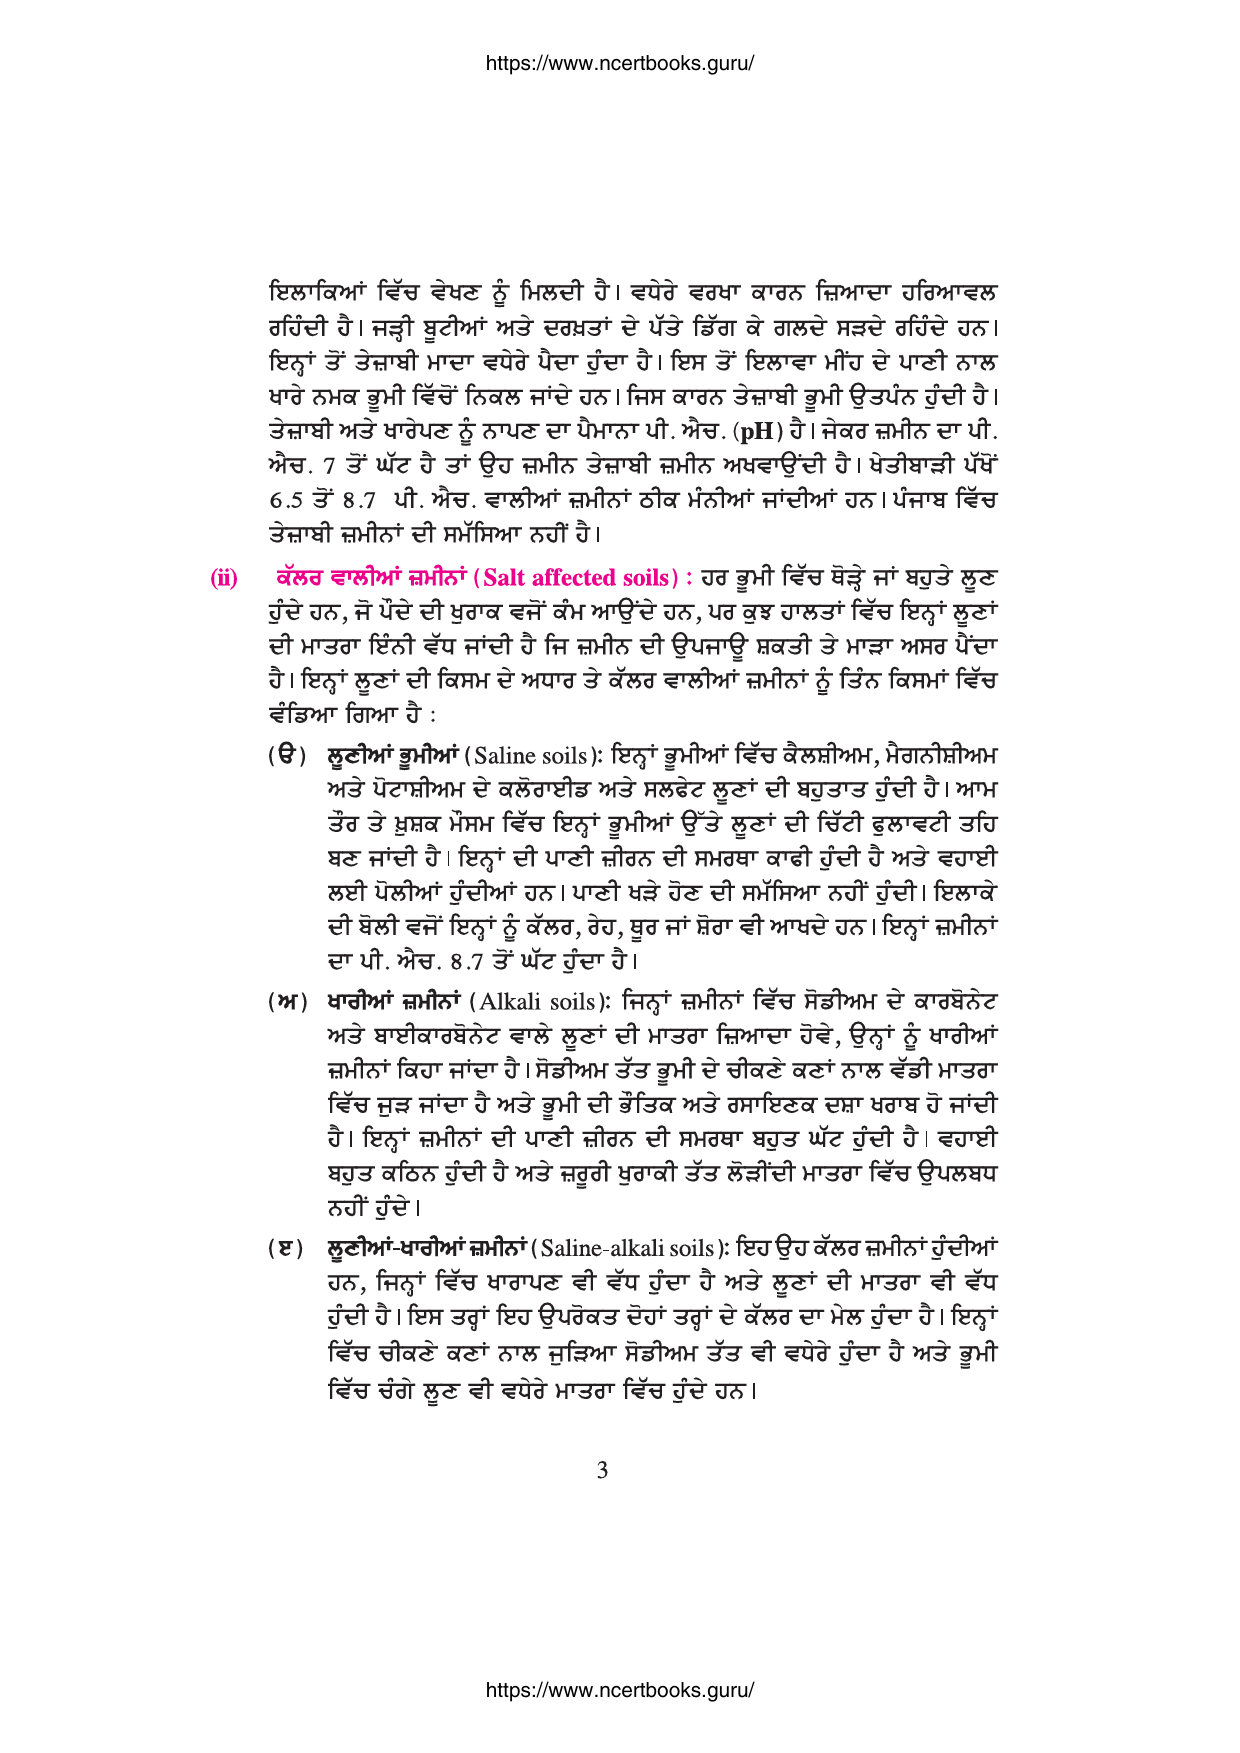 https://www.ncertbooks.guru/
ਇਲਾਕਿਆਂ ਵਿੱਚ ਵੇਖਣ ਨੂੰ ਮਿਲਦੀ ਹੈ। ਵਧੇਰੇ ਵਰਖਾ ਕਾਰਨ ਜ਼ਿਆਦਾ ਹਰਿਆਵਲ
ਰਹਿੰਦੀ ਹੈ। ਜੜ੍ਹੀ ਬੂਟੀਆਂ ਅਤੇ ਦਰਖ਼ਤਾਂ ਦੇ ਪੱਤੇ ਡਿੱਗ ਕੇ ਗਲਦੇ ਸੜਦੇ ਰਹਿੰਦੇ ਹਨ।
ਇਨ੍ਹਾਂ ਤੋਂ ਤੇਜ਼ਾਬੀ ਮਾਦਾ ਵਧੇਰੇ ਪੈਦਾ ਹੁੰਦਾ ਹੈ। ਇਸ ਤੋਂ ਇਲਾਵਾ ਮੀਂਹ ਦੇ ਪਾਣੀ ਨਾਲ
ਖਾਰੇ ਨਮਕ ਭੂਮੀ ਵਿੱਚੋਂ ਨਿਕਲ ਜਾਂਦੇ ਹਨ। ਜਿਸ ਕਾਰਨ ਤੇਜ਼ਾਬੀ ਭੂਮੀ ਉਤਪੰਨ ਹੁੰਦੀ ਹੈ।
ਤੇਜ਼ਾਬੀ ਅਤੇ ਖਾਰੇਪਣ ਨੂੰ ਨਾਪਣ ਦਾ ਪੈਮਾਨਾ ਪੀ. ਐਚ. (pH) ਹੈ। ਜੇਕਰ ਜ਼ਮੀਨ ਦਾ ਪੀ.
ਐਚ. 7 ਤੋਂ ਘੱਟ ਹੈ ਤਾਂ ਉਹ ਜ਼ਮੀਨ ਤੇਜ਼ਾਬੀ ਜ਼ਮੀਨ ਅਖਵਾਉਂਦੀ ਹੈ। ਖੇਤੀਬਾੜੀ ਪੱਖੋਂ
6.5 ਤੋਂ 8.7 ਪੀ. ਐਚ. ਵਾਲੀਆਂ ਜ਼ਮੀਨਾਂ ਠੀਕ ਮੰਨੀਆਂ ਜਾਂਦੀਆਂ ਹਨ। ਪੰਜਾਬ ਵਿੱਚ
ਤੇਜ਼ਾਬੀ ਜ਼ਮੀਨਾਂ ਦੀ ਸਮੱਸਿਆ ਨਹੀਂ ਹੈ।
(ii) ਕੱਲਰ ਵਾਲੀਆਂ ਜ਼ਮੀਨਾਂ (Salt affected soils) : ਹਰ ਭੂਮੀ ਵਿੱਚ ਥੋੜ੍ਹੇ ਜਾਂ ਬਹੁਤੇ ਲੂਣ
ਹੁੰਦੇ ਹਨ, ਜੋ ਪੌਦੇ ਦੀ ਖੁਰਾਕ ਵਜੋਂ ਕੰਮ ਆਉਂਦੇ ਹਨ, ਪਰ ਕੁਝ ਹਾਲਤਾਂ ਵਿੱਚ ਇਨ੍ਹਾਂ ਲੂਣਾਂ
ਦੀ ਮਾਤਰਾ ਇੰਨੀ ਵੱਧ ਜਾਂਦੀ ਹੈ ਜਿ ਜ਼ਮੀਨ ਦੀ ਉਪਜਾਊ ਸ਼ਕਤੀ ਤੇ ਮਾੜਾ ਅਸਰ ਪੈਂਦਾ
ਹੈ। ਇਨ੍ਹਾਂ ਲੂਣਾਂ ਦੀ ਕਿਸਮ ਦੇ ਅਧਾਰ ਤੇ ਕੱਲਰ ਵਾਲੀਆਂ ਜ਼ਮੀਨਾਂ ਨੂੰ ਤਿੰਨ ਕਿਸਮਾਂ ਵਿੱਚ
ਵੰਡਿਆ ਗਿਆ ਹੈ :
(ੳ) ਲੂਣੀਆਂ ਭੂਮੀਆਂ (Saline soils): ਇਨ੍ਹਾਂ ਭੂਮੀਆਂ ਵਿੱਚ ਕੈਲਸ਼ੀਅਮ, ਮੈਗਨੀਸ਼ੀਅਮ
ਅਤੇ ਪੋਟਾਸ਼ੀਅਮ ਦੇ ਕਲੋਰਾਈਡ ਅਤੇ ਸਲਫੇਟ ਲੂਣਾਂ ਦੀ ਬਹੁਤਾਤ ਹੁੰਦੀ ਹੈ। ਆਮ
ਤੌਰ ਤੇ ਖ਼ੁਸ਼ਕ ਮੌਸਮ ਵਿੱਚ ਇਨ੍ਹਾਂ ਭੂਮੀਆਂ ਉੱਤੇ ਲੂਣਾਂ ਦੀ ਚਿੱਟੀ ਫੁਲਾਵਟੀ ਤਹਿ
ਬਣ ਜਾਂਦੀ ਹੈ। ਇਨ੍ਹਾਂ ਦੀ ਪਾਣੀ ਜ਼ੀਰਨ ਦੀ ਸਮਰਥਾ ਕਾਫੀ ਹੁੰਦੀ ਹੈ ਅਤੇ ਵਹਾਈ
ਲਈ ਪੋਲੀਆਂ ਹੁੰਦੀਆਂ ਹਨ। ਪਾਣੀ ਖੜੇ ਹੋਣ ਦੀ ਸਮੱਸਿਆ ਨਹੀਂ ਹੁੰਦੀ। ਇਲਾਕੇ
ਦੀ ਬੋਲੀ ਵਜੋਂ ਇਨ੍ਹਾਂ ਨੂੰ ਕੱਲਰ, ਰੇਹ, ਥੂਰ ਜਾਂ ਸ਼ੋਰਾ ਵੀ ਆਖਦੇ ਹਨ। ਇਨ੍ਹਾਂ ਜ਼ਮੀਨਾਂ
ਦਾ ਪੀ. ਐਚ. 8.7 ਤੋਂ ਘੱਟ ਹੁੰਦਾ ਹੈ।
(ਅ) ਖਾਰੀਆਂ ਜ਼ਮੀਨਾਂ (Alkali soils): ਜਿਨ੍ਹਾਂ ਜ਼ਮੀਨਾਂ ਵਿੱਚ ਸੋਡੀਅਮ ਦੇ ਕਾਰਬੋਨੇਟ
ਅਤੇ ਬਾਈਕਾਰਬੋਨੇਟ ਵਾਲੇ ਲੂਣਾਂ ਦੀ ਮਾਤਰਾ ਜ਼ਿਆਦਾ ਹੋਵੇ, ਉਨ੍ਹਾਂ ਨੂੰ ਖਾਰੀਆਂ
ਜ਼ਮੀਨਾਂ ਕਿਹਾ ਜਾਂਦਾ ਹੈ। ਸੋਡੀਅਮ ਤੱਤ ਭੂਮੀ ਦੇ ਚੀਕਣੇ ਕਣਾਂ ਨਾਲ ਵੱਡੀ ਮਾਤਰਾ
ਵਿੱਚ ਜੁੜ ਜਾਂਦਾ ਹੈ ਅਤੇ ਭੂਮੀ ਦੀ ਭੌਤਿਕ ਅਤੇ ਰਸਾਇਣਕ ਦਸ਼ਾ ਖਰਾਬ ਹੋ ਜਾਂਦੀ
ਹੈ। ਇਨ੍ਹਾਂ ਜ਼ਮੀਨਾਂ ਦੀ ਪਾਣੀ ਜ਼ੀਰਨ ਦੀ ਸਮਰਥਾ ਬਹੁਤ ਘੱਟ ਹੁੰਦੀ ਹੈ। ਵਹਾਈ
ਬਹੁਤ ਕਠਿਨ ਹੁੰਦੀ ਹੈ ਅਤੇ ਜ਼ਰੂਰੀ ਖੁਰਾਕੀ ਤੱਤ ਲੋੜੀਂਦੀ ਮਾਤਰਾ ਵਿੱਚ ਉਪਲਬਧ
ਨਹੀਂ ਹੁੰਦੇ।
(ੲ) ਲੂਣੀਆਂ-ਖਾਰੀਆਂ ਜ਼ਮੀਨਾਂ (Saline-alkali soils): ਇਹ ਉਹ ਕੱਲਰ ਜ਼ਮੀਨਾਂ ਹੁੰਦੀਆਂ
ਹਨ, ਜਿਨ੍ਹਾਂ ਵਿੱਚ ਖਾਰਾਪਣ ਵੀ ਵੱਧ ਹੁੰਦਾ ਹੈ ਅਤੇ ਲੂਣਾਂ ਦੀ ਮਾਤਰਾ ਵੀ ਵੱਧ
ਹੁੰਦੀ ਹੈ। ਇਸ ਤਰ੍ਹਾਂ ਇਹ ਉਪਰੋਕਤ ਦੋਹਾਂ ਤਰ੍ਹਾਂ ਦੇ ਕੱਲਰ ਦਾ ਮੇਲ ਹੁੰਦਾ ਹੈ। ਇਨ੍ਹਾਂ
ਵਿੱਚ ਚੀਕਣੇ ਕਣਾਂ ਨਾਲ ਜੁੜਿਆ ਸੋਡੀਅਮ ਤੱਤ ਵੀ ਵਧੇਰੇ ਹੁੰਦਾ ਹੈ ਅਤੇ ਭੂਮੀ
ਵਿੱਚ ਚੰਗੇ ਲੂਣ ਵੀ ਵਧੇਰੇ ਮਾਤਰਾ ਵਿੱਚ ਹੁੰਦੇ ਹਨ।
3
https://www.ncertbooks.guru/